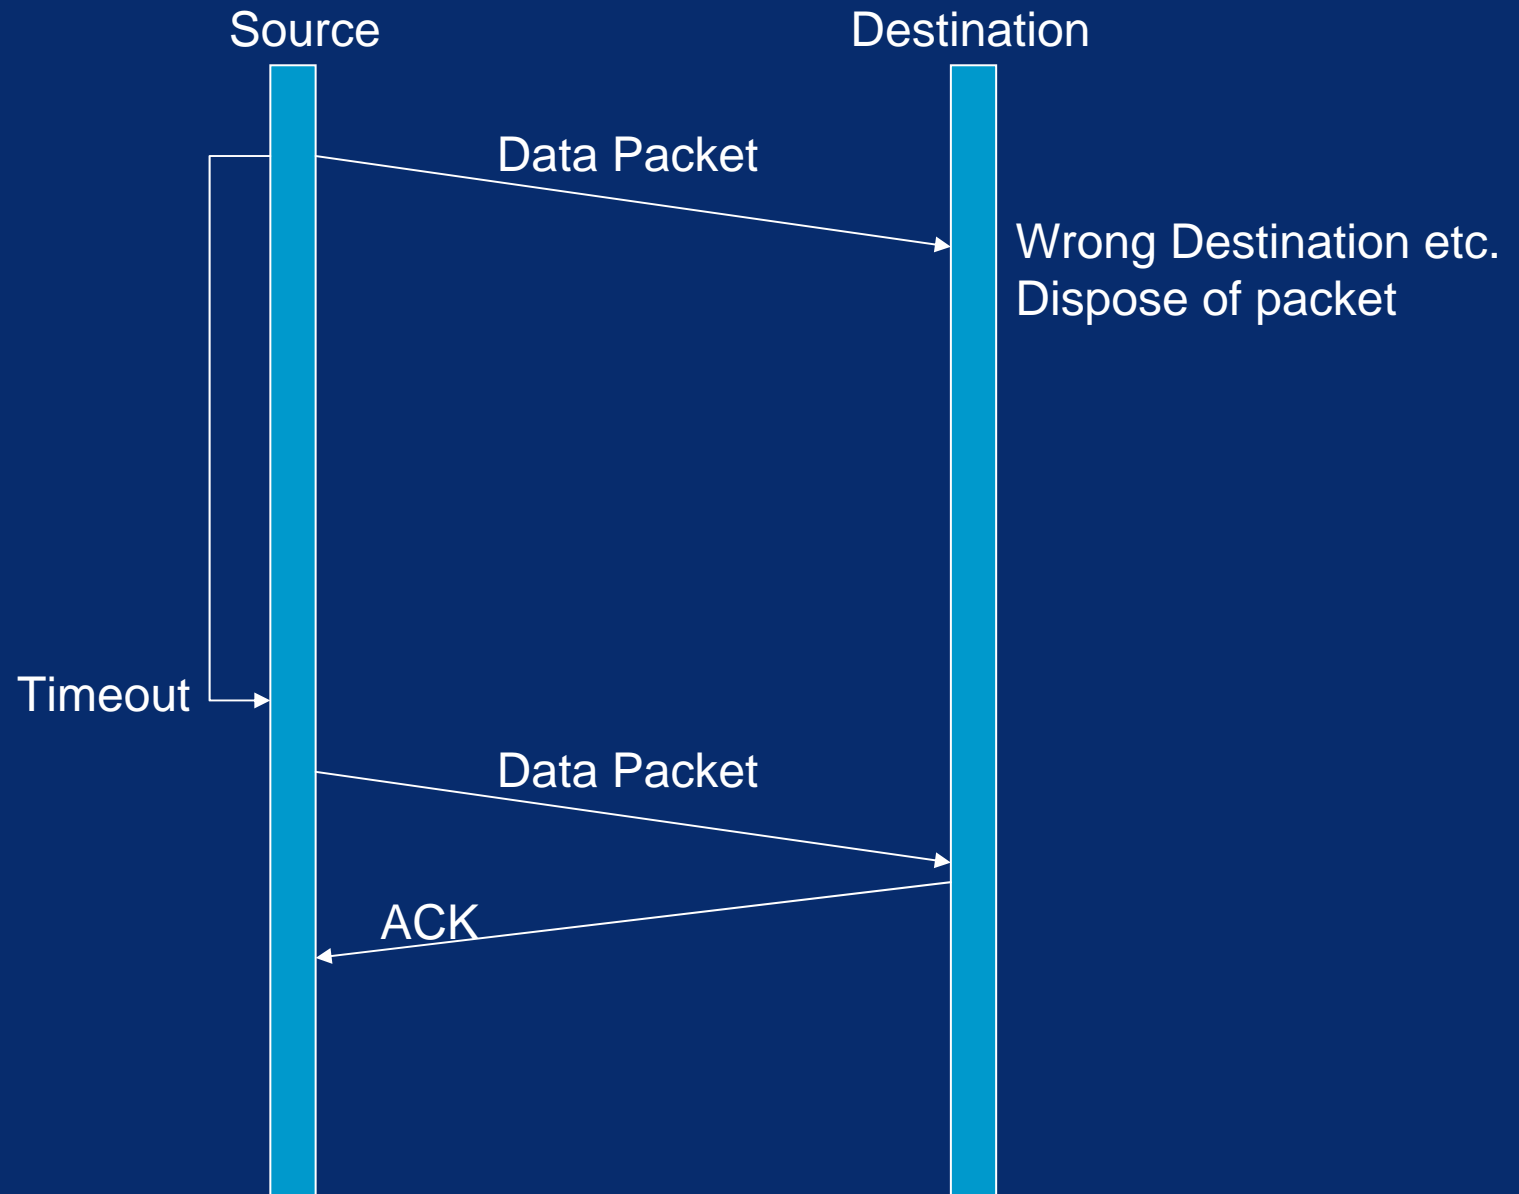 Source
Destination
Data Packet
Wrong Destination etc.
Dispose of packet
Timeout
Data Packet
ACK